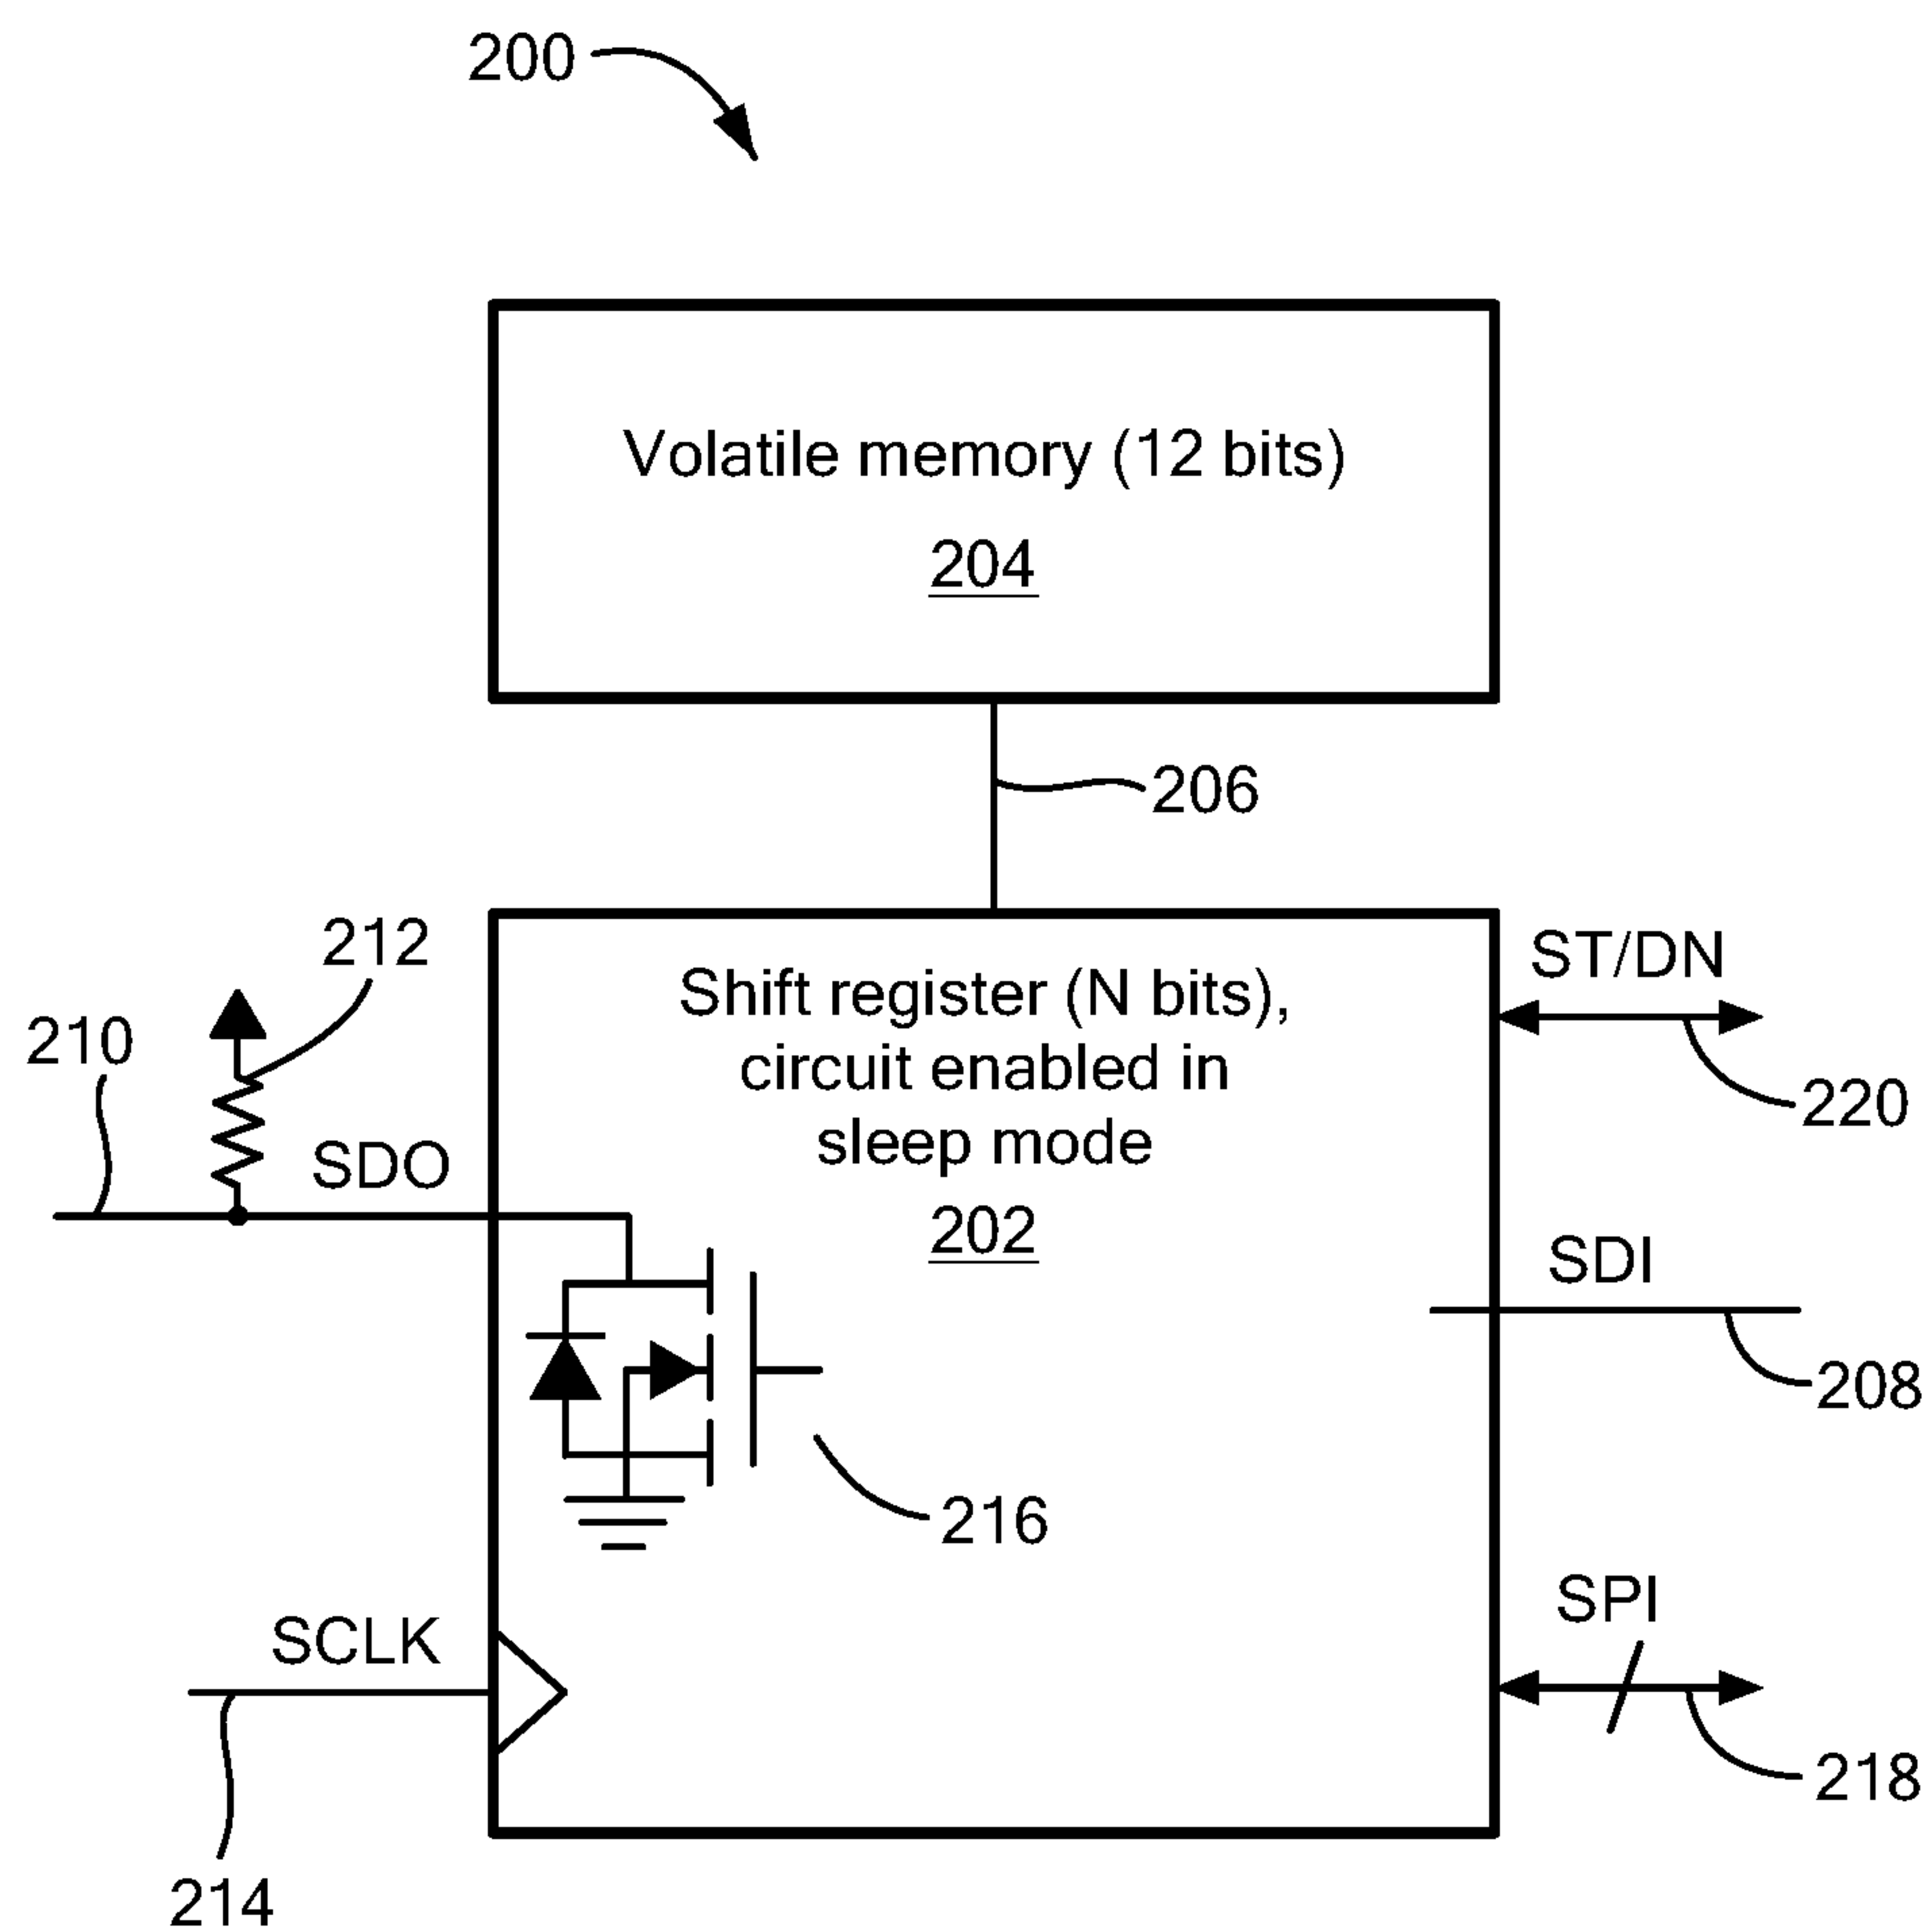 200
Volatile memory (12 bits)
204
206
212
210
SDO
Shift register (N bits),
circuit enabled in
sleep mode
202
ST/DN
220
SDI
208
216
SCLK
214
SPI
218